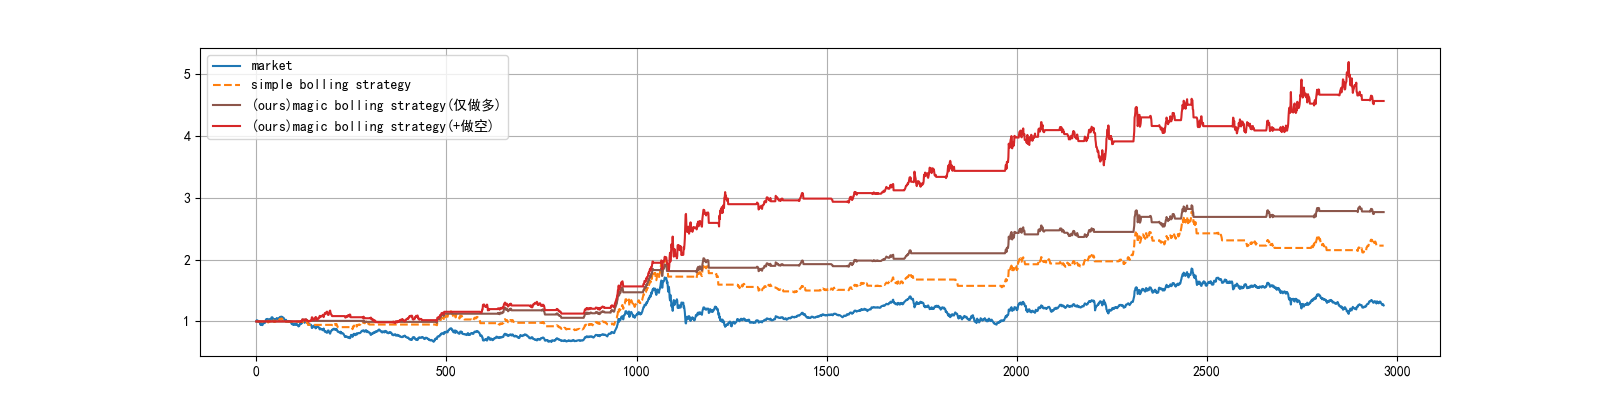 market
simple bolling strategy
(ours)magic bolling strategy(仅做多)
(ours)magic bolling strategy(+做空)
5
4
3
2
1
0 500 1000 1500 2000 2500 3000